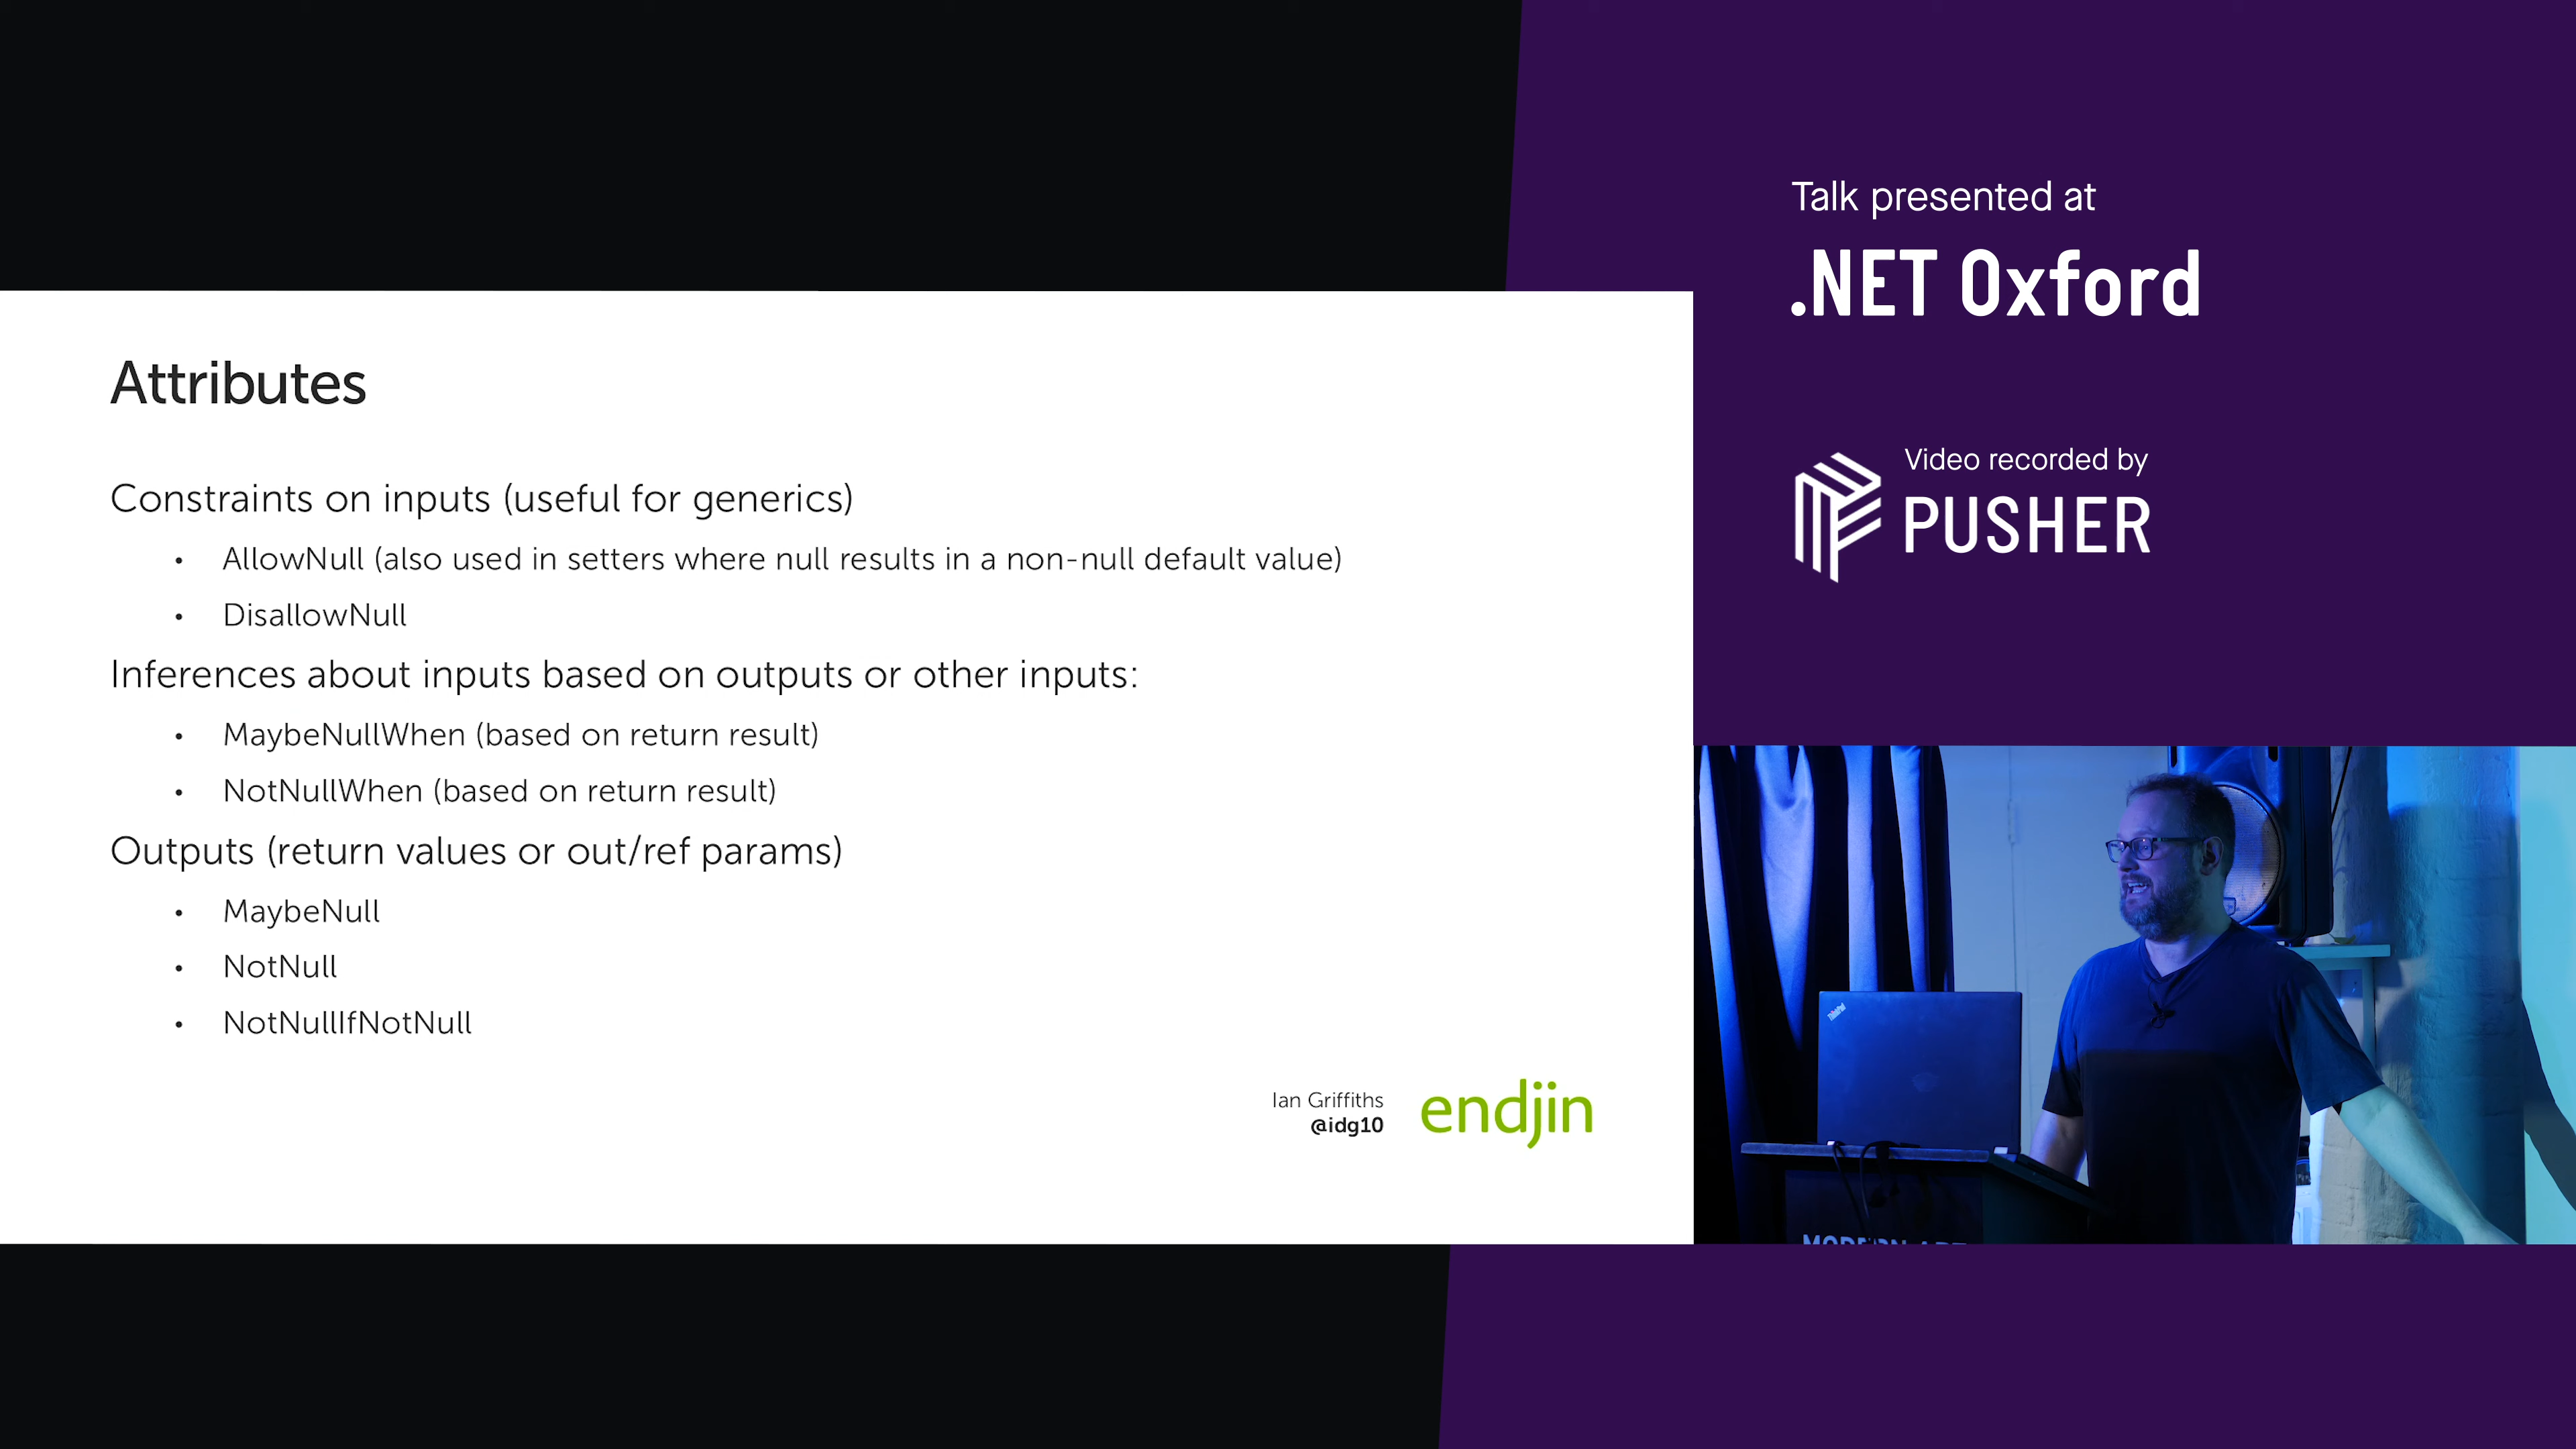 Attributes
Constraints on inputs (useful for generics)
• AllowNull (also used in setters where null results in a non-null default value)
• DisallowNull
Inferences about inputs based on outputs or other inputs:
• MaybeNullWhen (based on return result)
• NotNullWhen (based on return result)
Outputs (return values or out/ref params)
• MaybeNull
• NotNull
• NotNullIfNotNull
Ian Griffiths
@idg10
endjin
Talk presented at
.NET Oxford
Video recorded by
PUSHER
ThinkPad
MODERN ART